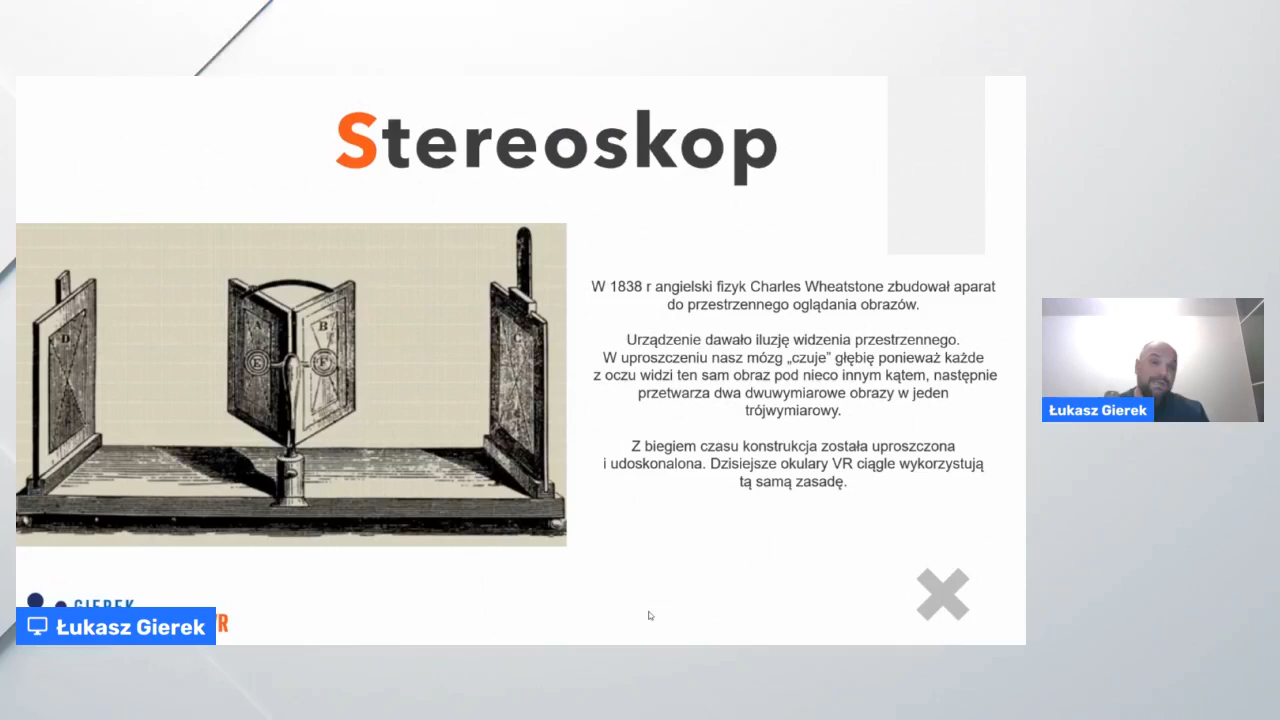 Stereoskop
W 1838 r angielski fizyk Charles Wheatstone zbudował aparat
do przestrzennego oglądania obrazów.
Urządzenie dawało iluzję widzenia przestrzennego.
W uproszczeniu nasz mózg „czuje” głębię ponieważ każde
z oczu widzi ten sam obraz pod nieco innym kątem, następnie
przetwarza dwa dwuwymiarowe obrazy w jeden
trójwymiarowy.
Z biegiem czasu konstrukcja została uproszczona
i udoskonalona. Dzisiejsze okulary VR ciągle wykorzystują
tą samą zasadę.
D
A
B
E
F
C
GIEREK
VR
Łukasz Gierek
Łukasz Gierek